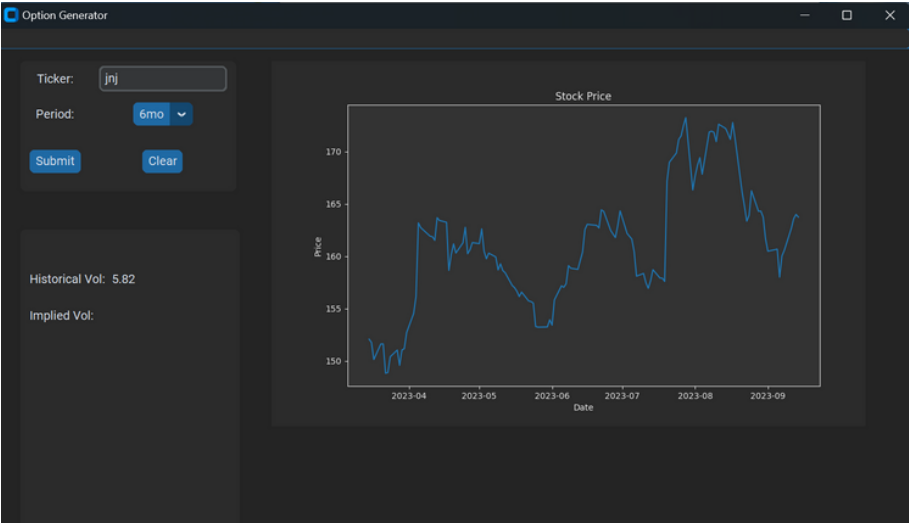 Option Generator
Ticker: jnj
Period: 6mo
Submit Clear
Historical Vol: 5.82
Implied Vol:
Stock Price
Price
170
165
160
155
150
2023-04 2023-05 2023-06 2023-07 2023-08 2023-09
Date